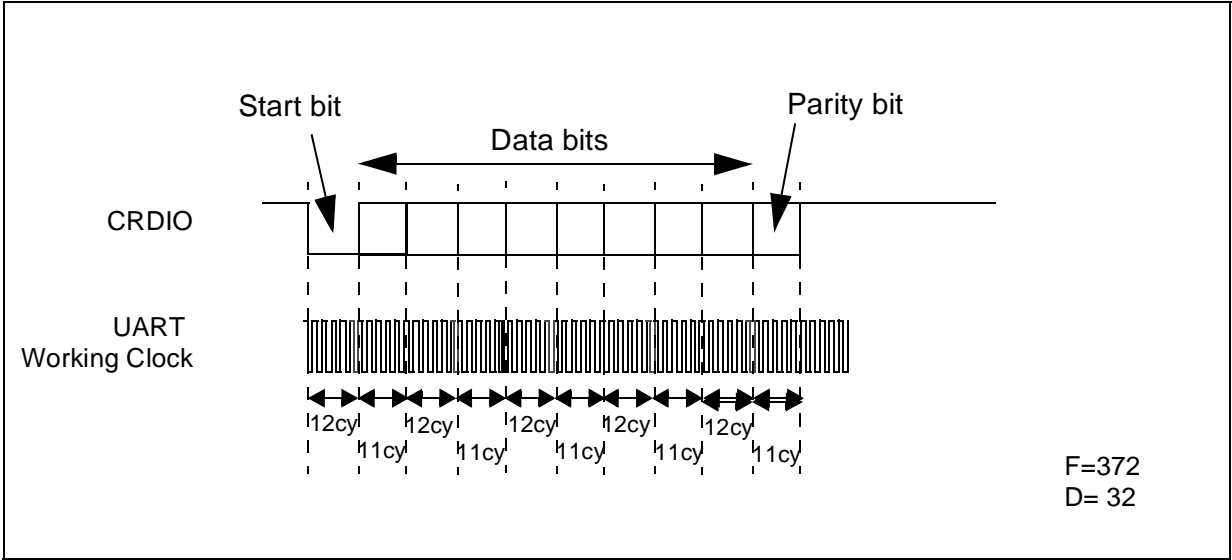 Start bit
Parity bit
Data bits
CRDIO
UART
Working Clock
12cy 12cy 12cy 12cy 12cy
11cy 11cy 11cy 11cy 11cy
F=372
D= 32